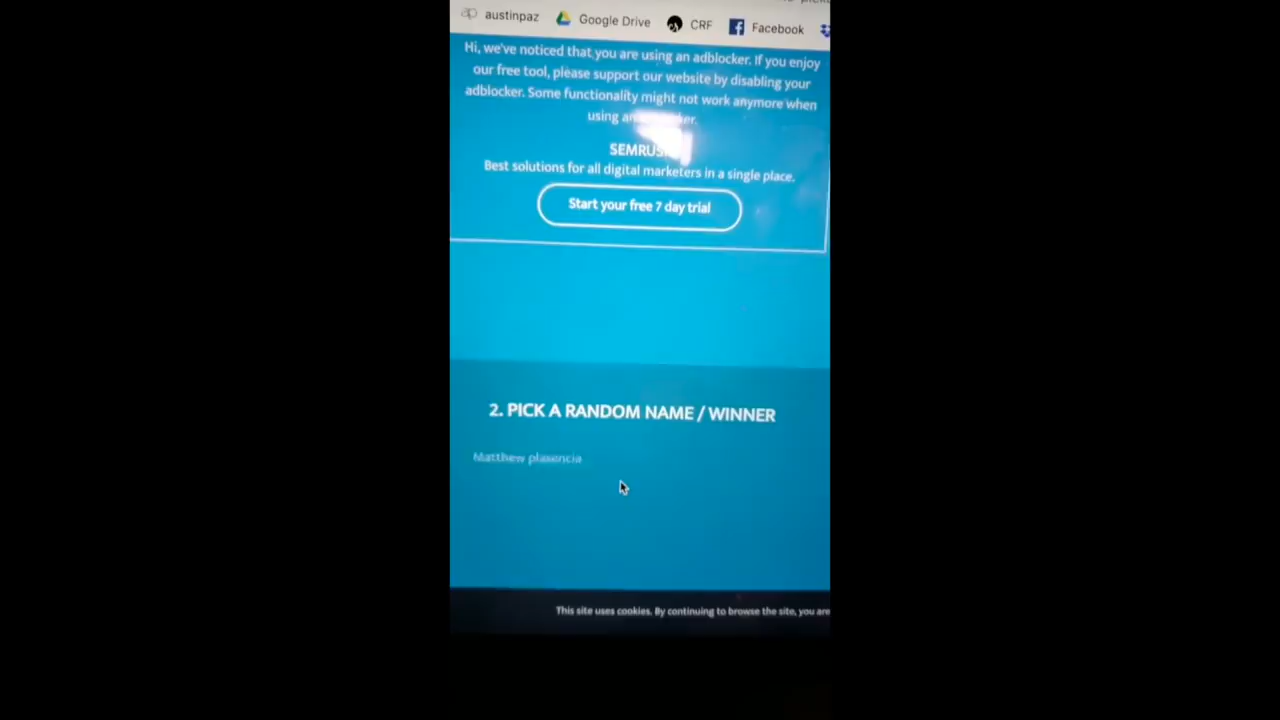 austinpaz Google Drive CRF Facebook
Hi, we've noticed that you are using an adblocker. If you enjoy
our free tool, please support our website by disabling your
adblocker. Some functionality might not work anymore when
using
Best solutions for all digital marketers in a single place.
Start your free 7 day trial
2. PICK A RANDOM NAME / WINNER
Matthew plasencia
This site uses cookies. By continuing to browse the site, you are